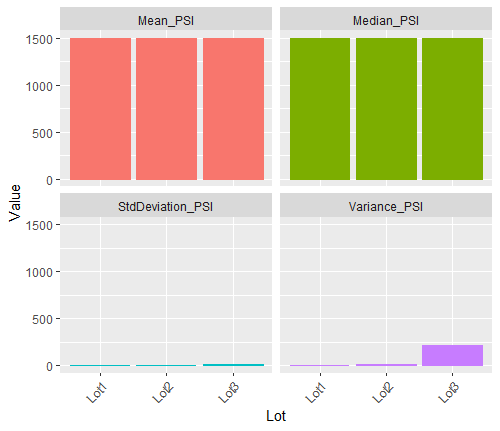 Mean_PSI Median_PSI
1500
1000
500
0
StdDeviation_PSI Variance_PSI
1500
1000
500
0
Value
Lot1 Lot2 Lot3 Lot1 Lot2 Lot3
Lot